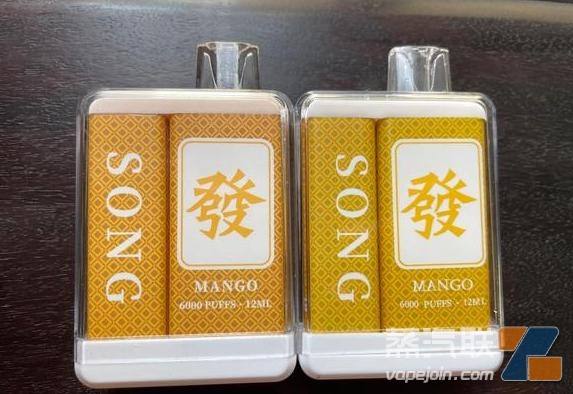 SONG
發
MANGO
6000 PUFFS · 12ML
SONG
發
MANGO
6000 PUFFS · 12ML
蒸汽联
vapejoin.com